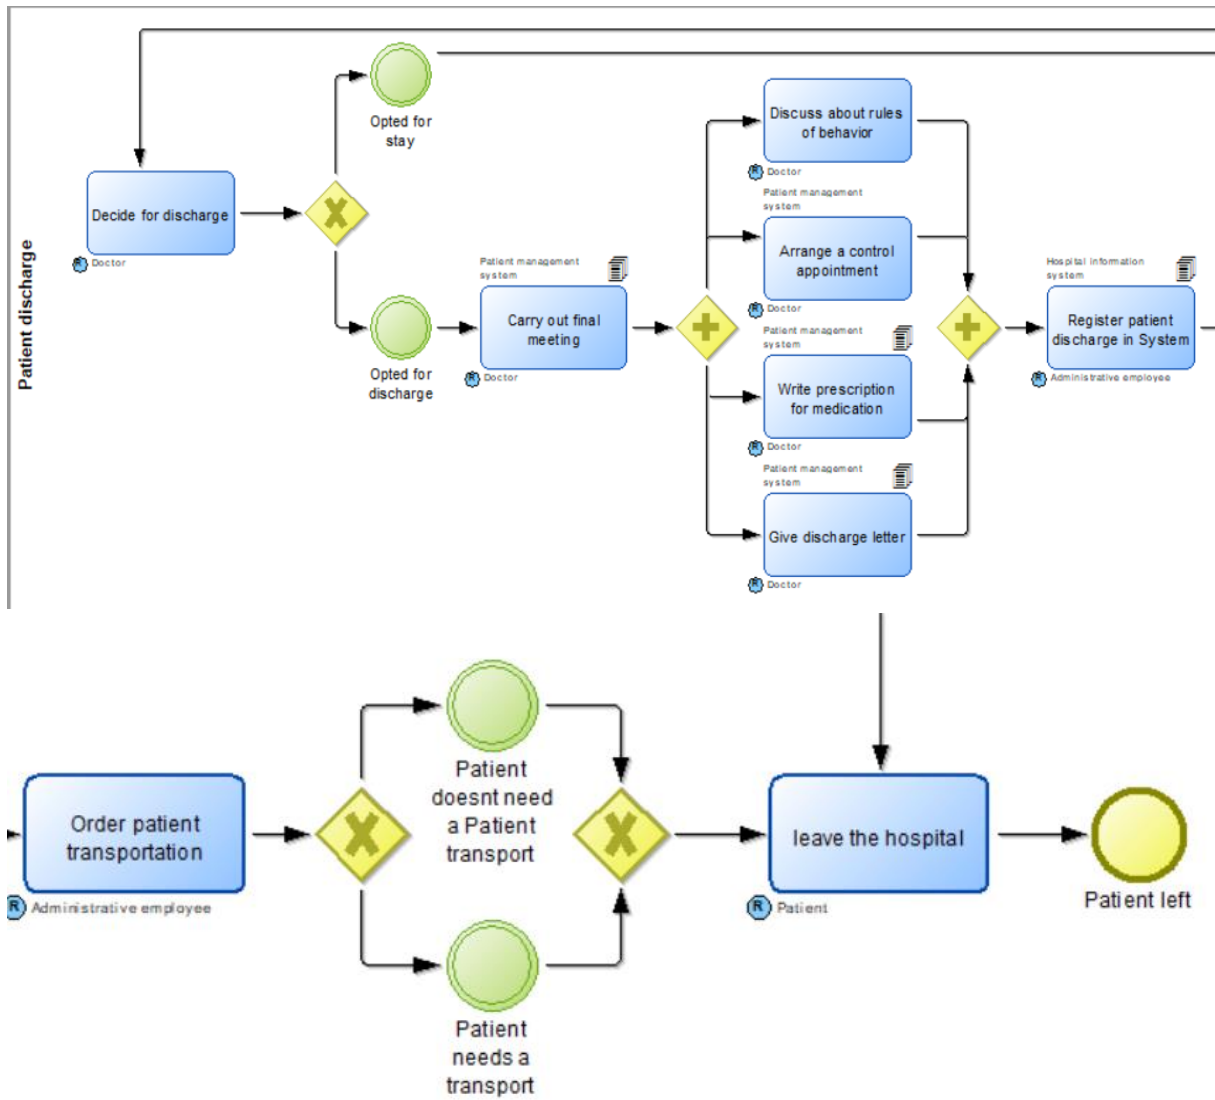 Patient discharge
Opted for
stay
Decide for discharge
R Doctor
Opted for
discharge
Patient management
system
Carry out final
meeting
R Doctor
Discuss about rules
of behavior
R Doctor
Patient management
system
Arrange a control
appointment
R Doctor
Patient management
system
Write prescription
for medication
R Doctor
Patient management
system
Give discharge letter
R Doctor
Hospital information
system
Register patient
discharge in System
R Administrative employee
Order patient
transportation
R Administrative employee
Patient
doesnt need
a Patient
transport
Patient
needs a
transport
leave the hospital
R Patient
Patient left